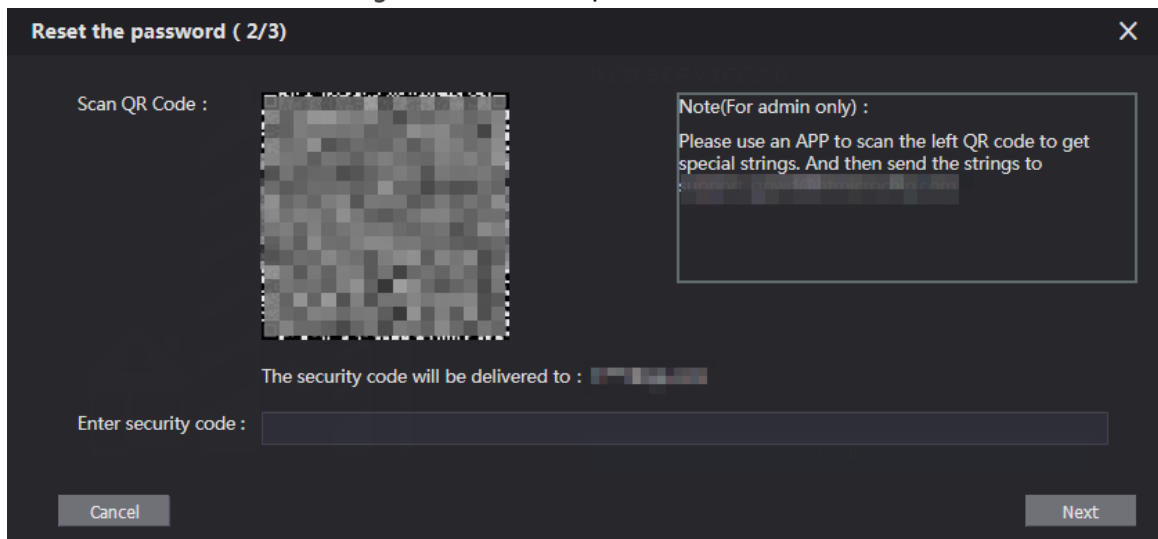 Reset the password ( 2/3)
Scan QR Code :
Note(For admin only) :
Please use an APP to scan the left QR code to get
special strings. And then send the strings to
The security code will be delivered to :
Enter security code :
Cancel
Next